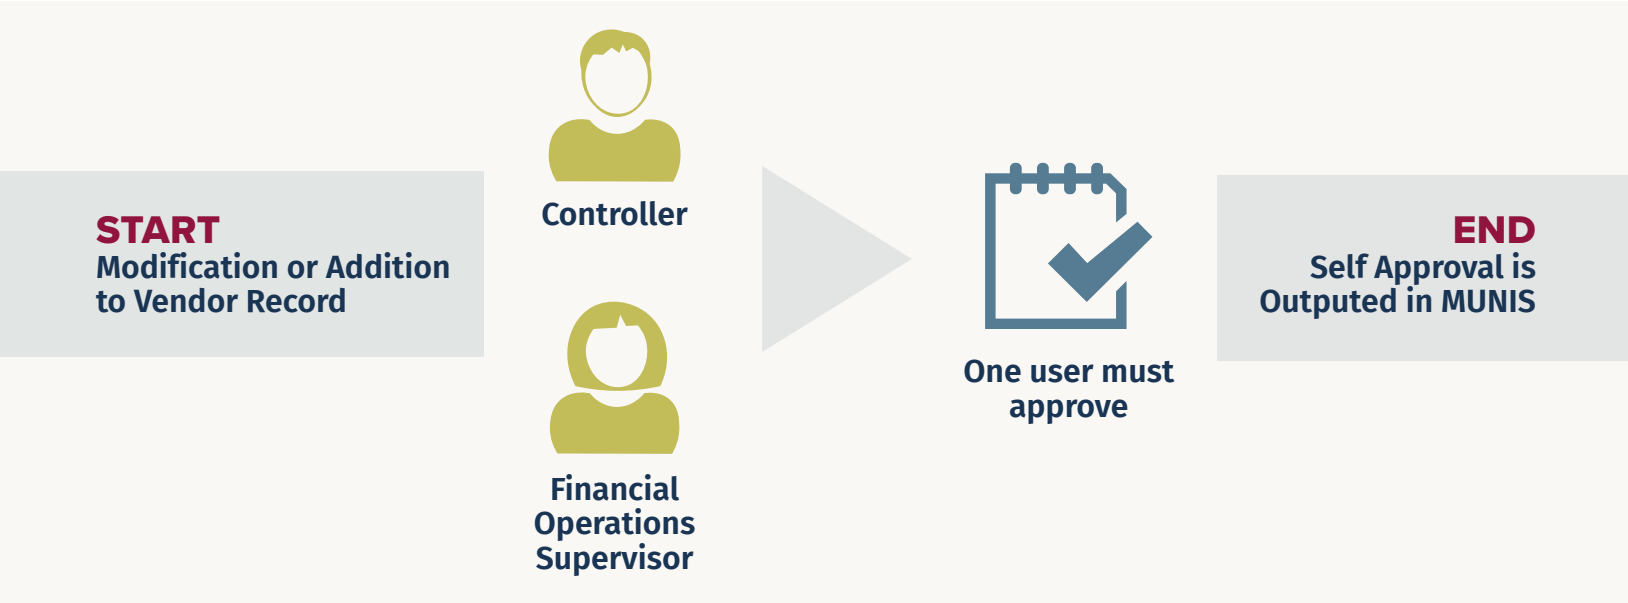 START
Modification or Addition
to Vendor Record
Controller
Financial
Operations
Supervisor
One user must
approve
END
Self Approval is
Outputed in MUNIS